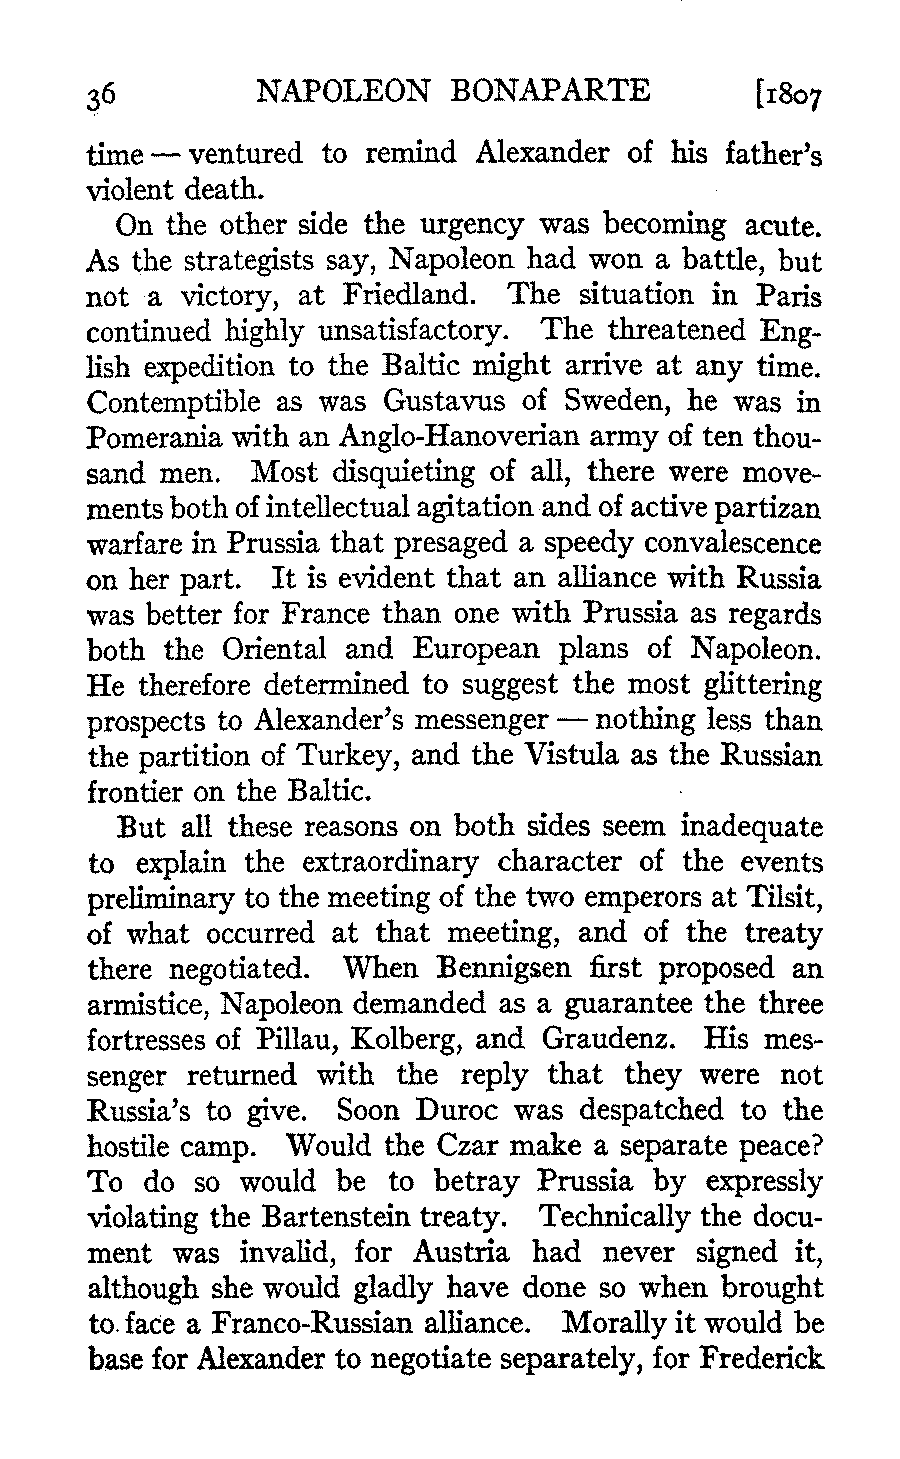 36 NAPOLEON BONAPARTE [1807
time — ventured to remind Alexander of his father's
violent death.
On the other side the urgency was becoming acute.
As the strategists say, Napoleon had won a battle, but
not a victory, at Friedland. The situation in Paris
continued highly unsatisfactory. The threatened Eng-
lish expedition to the Baltic might arrive at any time.
Contemptible as was Gustavus of Sweden, he was in
Pomerania with an Anglo-Hanoverian army of ten thou-
sand men. Most disquieting of all, there were move-
ments both of intellectual agitation and of active partizan
warfare in Prussia that presaged a speedy convalescence
on her part. It is evident that an alliance with Russia
was better for France than one with Prussia as regards
both the Oriental and European plans of Napoleon.
He therefore determined to suggest the most glittering
prospects to Alexander's messenger — nothing less than
the partition of Turkey, and the Vistula as the Russian
frontier on the Baltic.
But all these reasons on both sides seem inadequate
to explain the extraordinary character of the events
preliminary to the meeting of the two emperors at Tilsit,
of what occurred at that meeting, and of the treaty
there negotiated. When Bennigsen first proposed an
armistice, Napoleon demanded as a guarantee the three
fortresses of Pillau, Kolberg, and Graudenz. His mes-
senger returned with the reply that they were not
Russia's to give. Soon Duroc was despatched to the
hostile camp. Would the Czar make a separate peace?
To do so would be to betray Prussia by expressly
violating the Bartenstein treaty. Technically the docu-
ment was invalid, for Austria had never signed it,
although she would gladly have done so when brought
to face a Franco-Russian alliance. Morally it would be
base for Alexander to negotiate separately, for Frederick